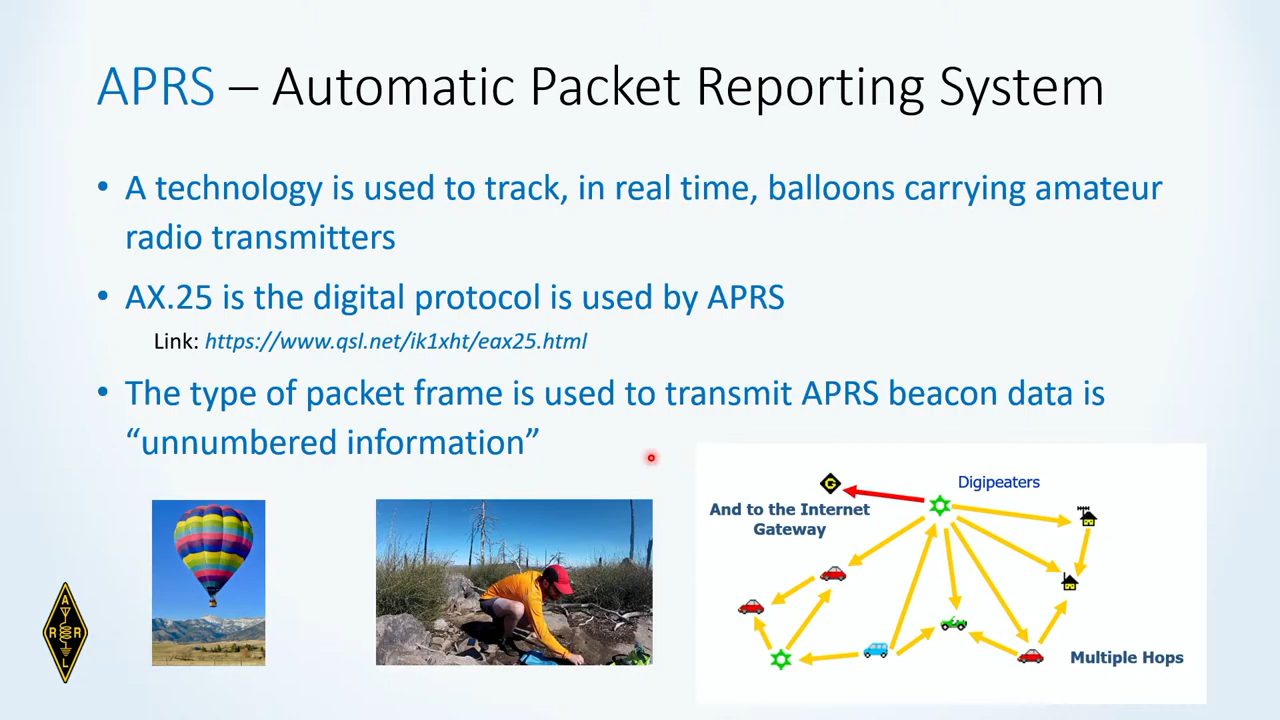 APRS – Automatic Packet Reporting System
• A technology is used to track, in real time, balloons carrying amateur
radio transmitters
• AX.25 is the digital protocol is used by APRS
Link: https://www.qsl.net/ik1xht/eax25.html
• The type of packet frame is used to transmit APRS beacon data is
“unnumbered information”
Digipeaters
G
And to the Internet
Gateway
Multiple Hops
A
R R
L